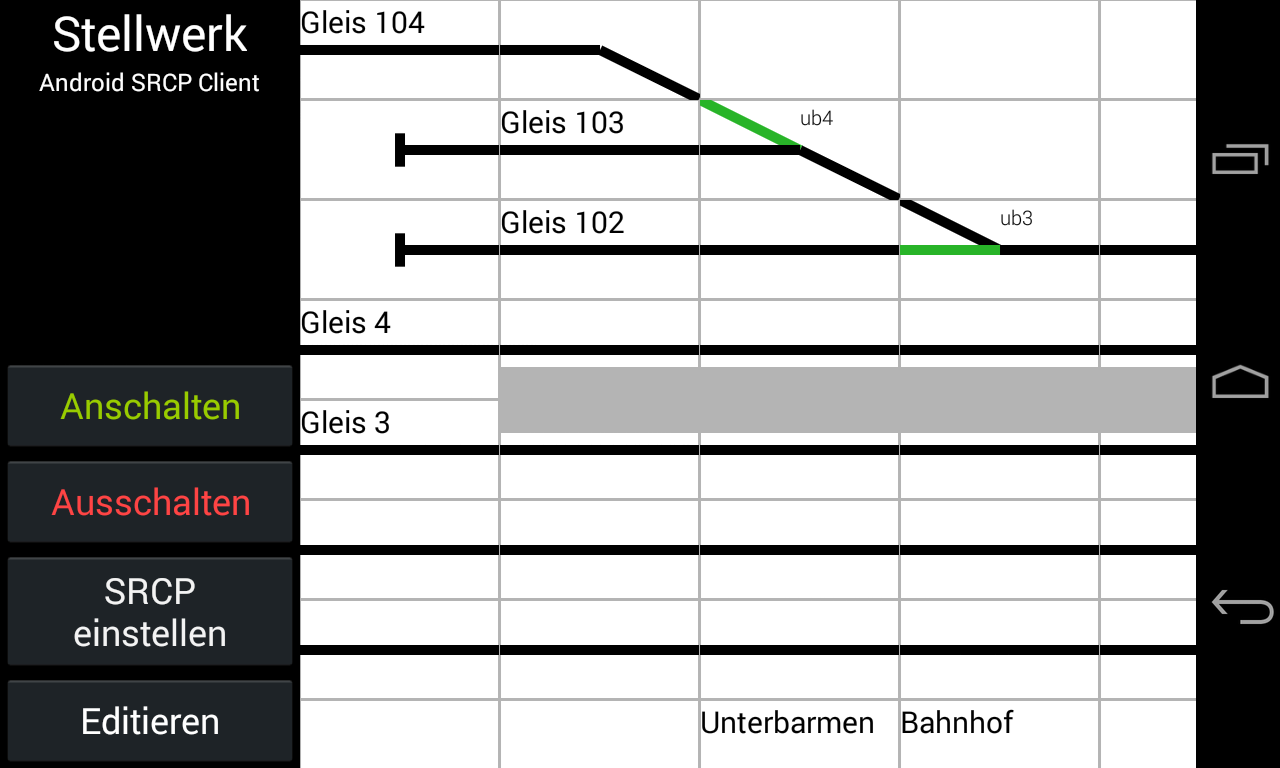 Stellwerk
Android SRCP Client
Anschalten
Ausschalten
SRCP
einstellen
Editieren
Gleis 104
Gleis 103
ub4
Gleis 102
ub3
Gleis 4
Gleis 3
Unterbarmen Bahnhof